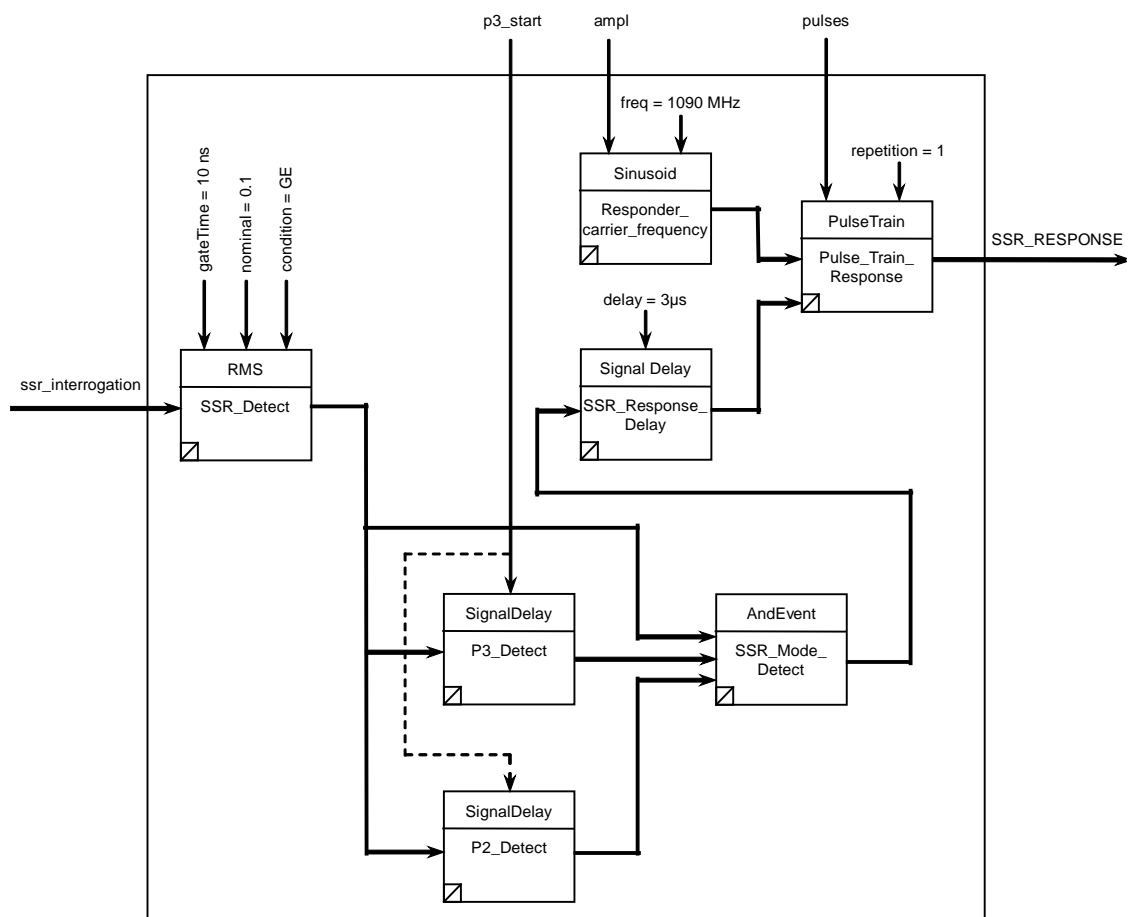 p3_start
ampl
pulses
freq = 1090 MHz
repetition = 1
gateTime = 10 ns
nominal = 0.1
condition = GE
Sinusoid
Responder_
carrier_frequency
PulseTrain
Pulse_Train_
Response
SSR_RESPONSE
delay = 3µs
ssr_interrogation
RMS
SSR_Detect
Signal Delay
SSR_Response_
Delay
SignalDelay
P3_Detect
AndEvent
SSR_Mode_
Detect
SignalDelay
P2_Detect